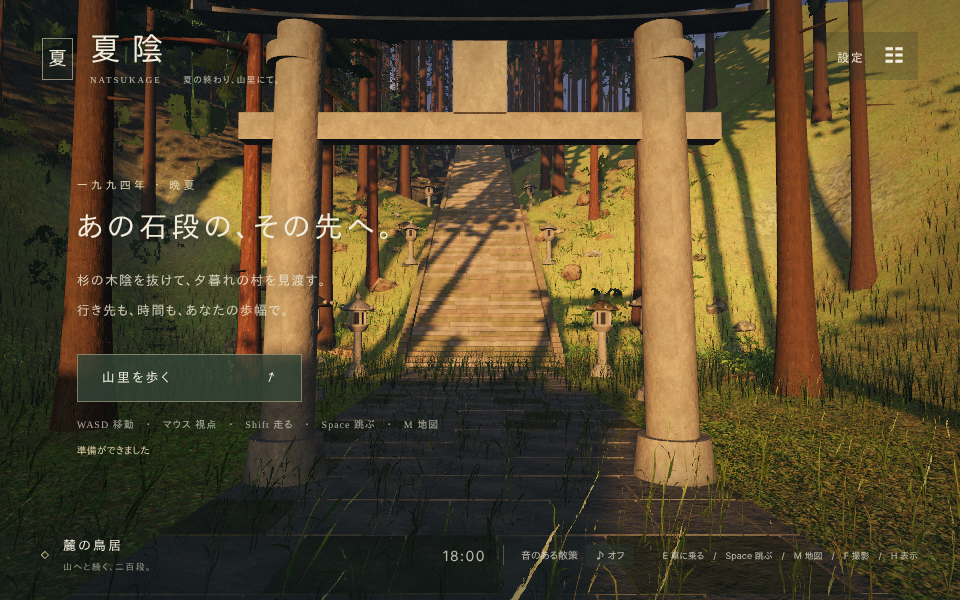 夏
夏陰
NATSUKAGE 夏の終わり、山里にて。
設定
一九九四年 · 晩夏
あの石段の、その先へ。
杉の木陰を抜けて、夕暮れの村を見渡す。
行き先も、時間も、あなたの歩幅で。
山里を歩く ↗
WASD 移動 · マウス 視点 · Shift 走る · Space 跳ぶ · M 地図
準備ができました
◇ 麓の鳥居
山へと続く、二百段。
18:00 音のある散策 ♪ オフ E 車に乗る / Space 跳ぶ / M 地図 / F 撮影 / H 表示